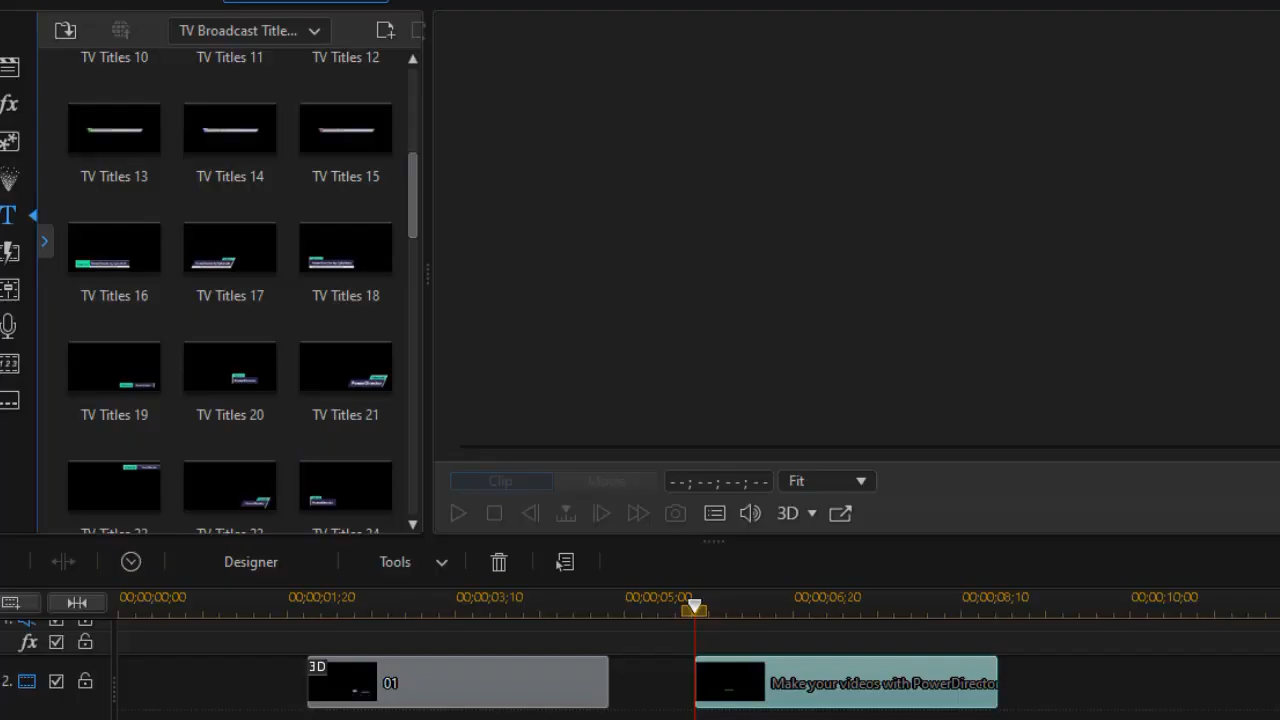 TV Broadcast Title...
TV Titles 10 TV Titles 11 TV Titles 12
TV Titles 13 TV Titles 14 TV Titles 15
TV Titles 16 TV Titles 17 TV Titles 18
TV Titles 19 TV Titles 20 TV Titles 21
Clip Movie --;--;--;-- Fit
3D
Designer Tools
00;00;00;00 00;00;01;20 00;00;03;10 00;00;05;00 00;00;06;20 00;00;08;10 00;00;10;00
fx
2. 3D 01 Make your videos with PowerDirector